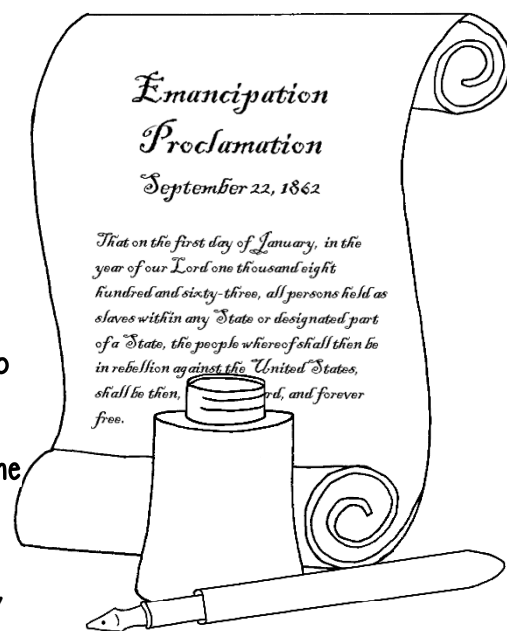 Emancipation
Proclamation
September 22, 1862
That on the first day of January, in the
year of our Lord one thousand eight
hundred and sixty-three, all persons held as
slaves within any State or designated part
of a State, the people whereof shall then be
in rebellion against the United States,
shall be then, rd, and forever
free.